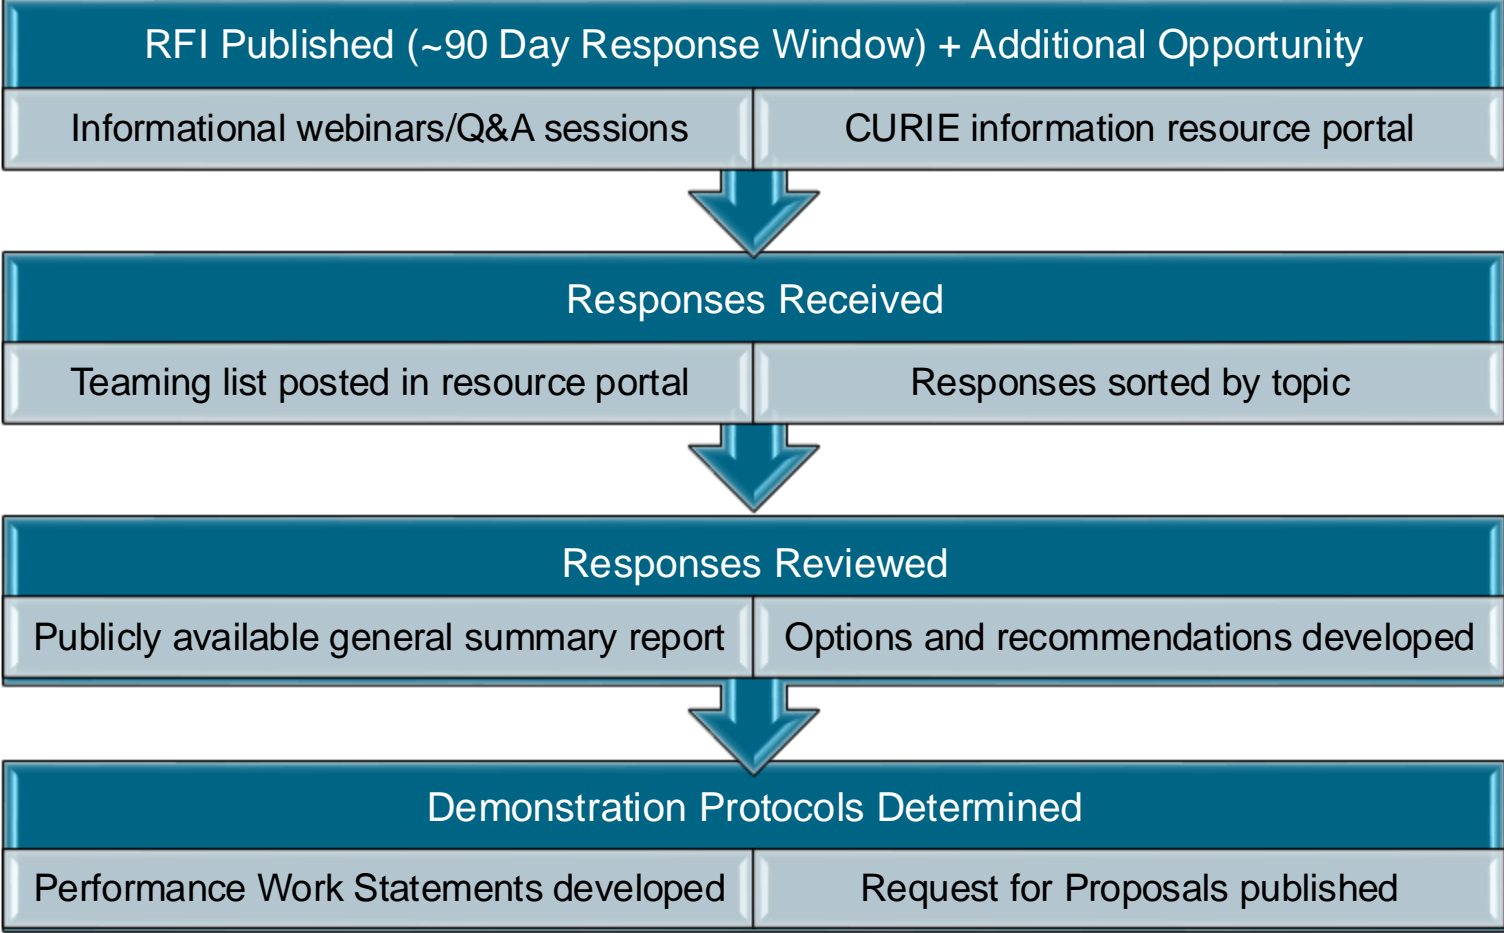 RFI Published (~90 Day Response Window) + Additional Opportunity
Informational webinars/Q&A sessions
CURIE information resource portal
Responses Received
Teaming list posted in resource portal
Responses sorted by topic
Responses Reviewed
Publicly available general summary report
Options and recommendations developed
Demonstration Protocols Determined
Performance Work Statements developed
Request for Proposals published